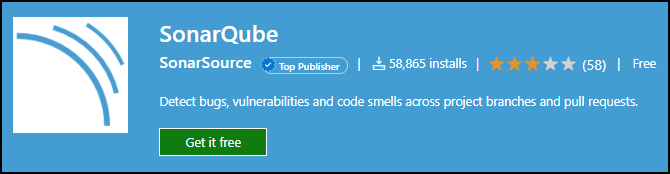 SonarQube
SonarSource Top Publisher | 58,865 installs | (58) | Free
Detect bugs, vulnerabilities and code smells across project branches and pull requests.
Get it free